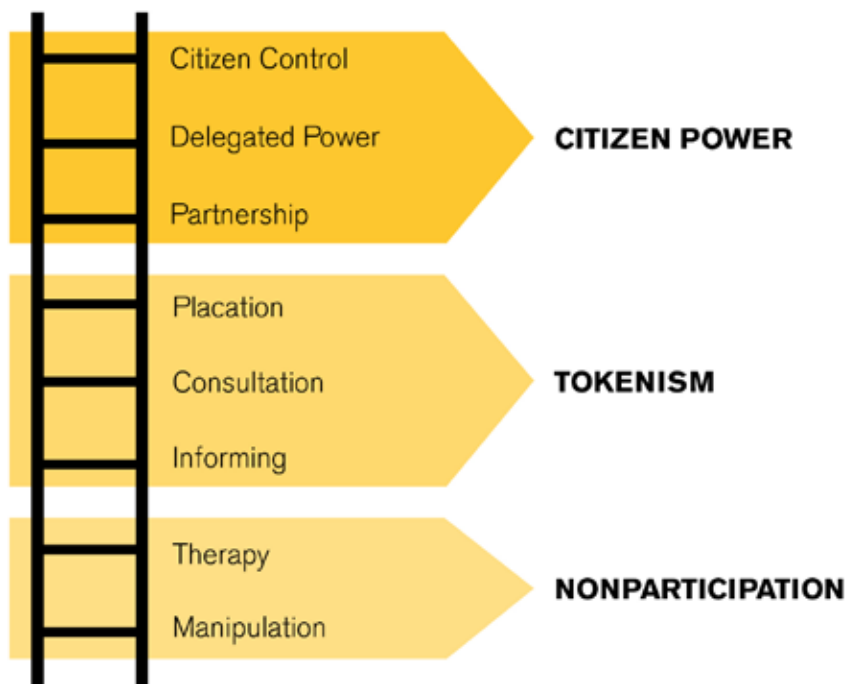 Citizen Control
Delegated Power
Partnership
CITIZEN POWER
Placation
Consultation
Informing
TOKENISM
Therapy
Manipulation
NONPARTICIPATION